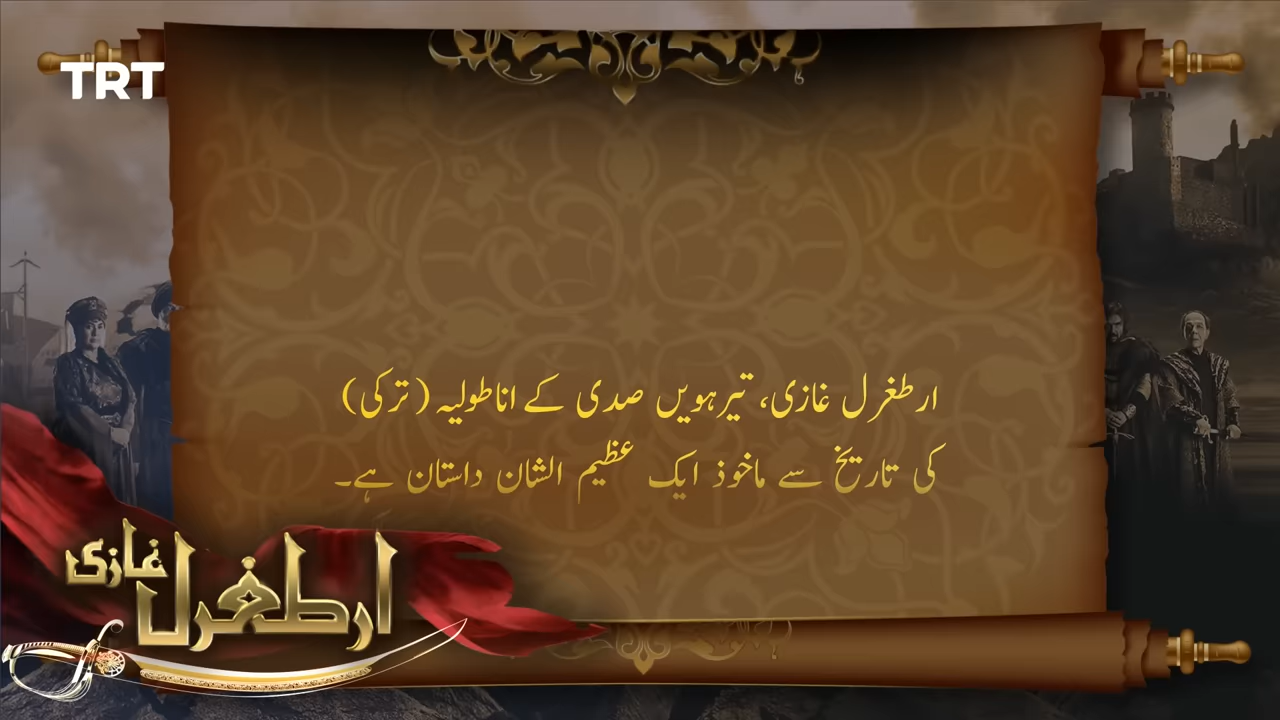 TRT
ارطغرل غازی، تیرہویں صدی کے اناطولیہ (ترکی)
کی تاریخ سے ماخوذ ایک عظیم الشان داستان ہے۔
ارطغرل غازی